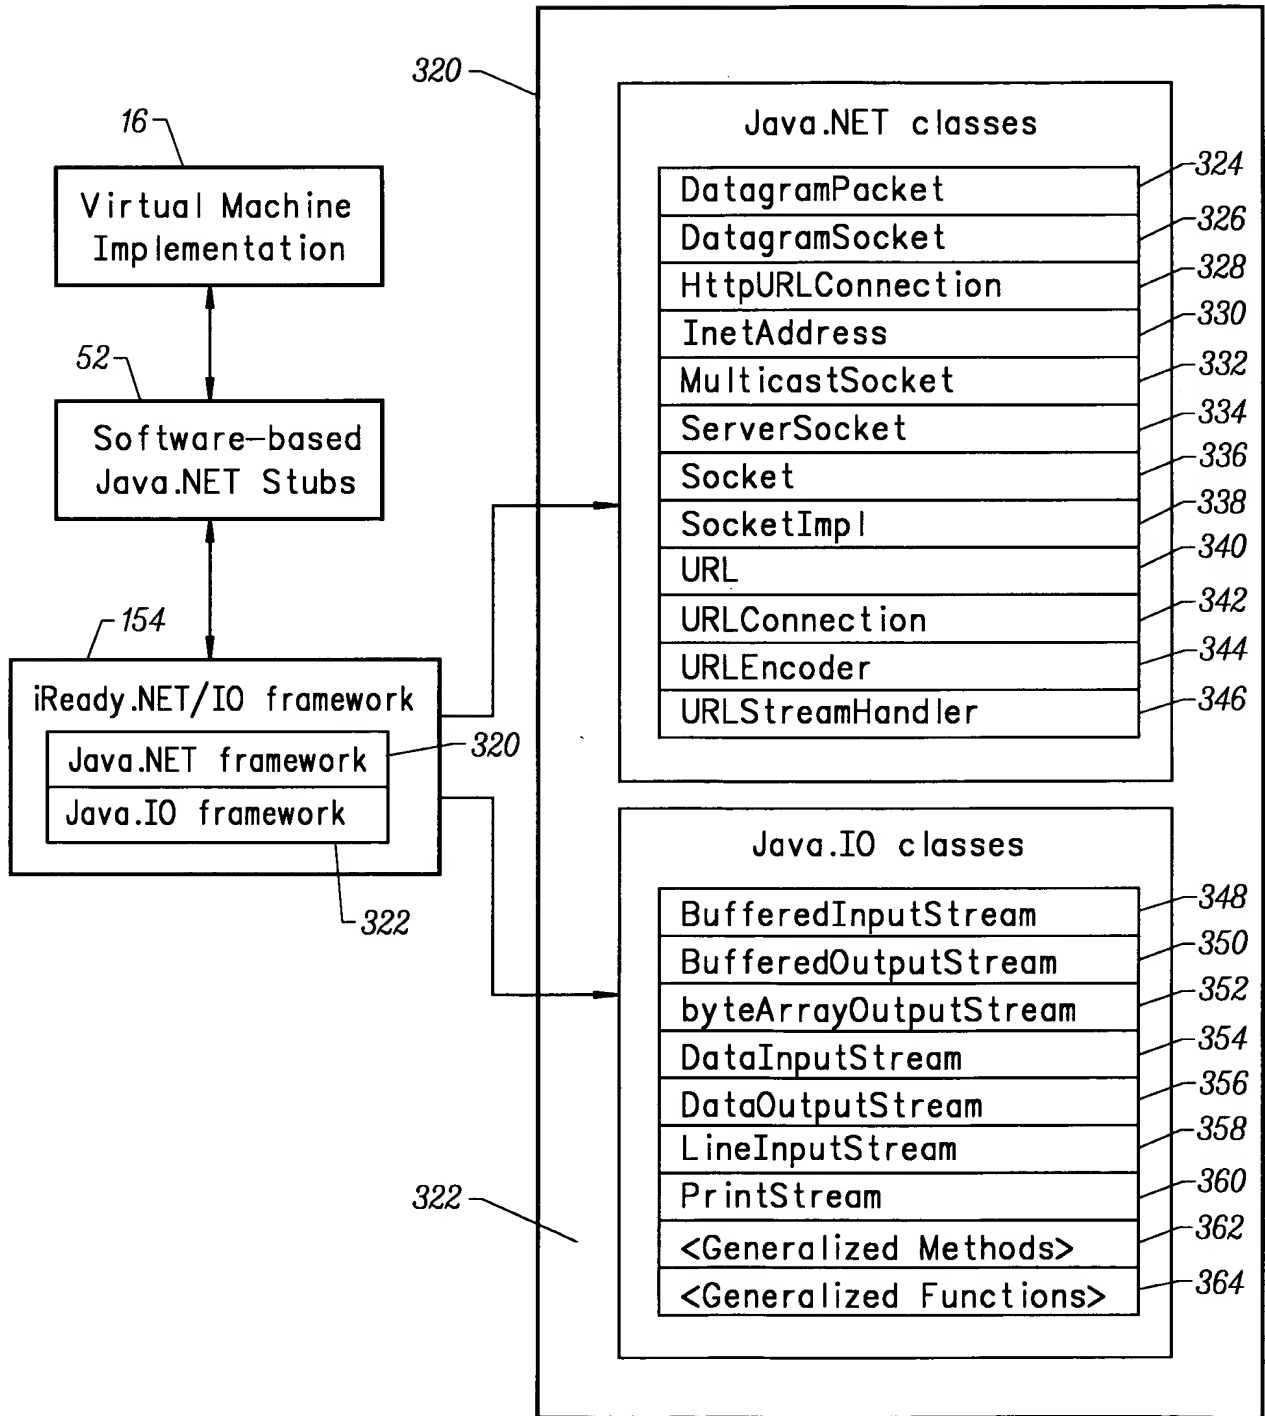 16
Virtual Machine
Implementation
52
Software-based
Java.NET Stubs
154
iReady.NET/IO framework
Java.NET framework
320
Java.IO framework
322
320
Java.NET classes
DatagramPacket 324
DatagramSocket 326
HttpURLConnection 328
InetAddress 330
MulticastSocket 332
ServerSocket 334
Socket 336
SocketImpl 338
URL 340
URLConnection 342
URLEncoder 344
URLStreamHandler 346
Java.IO classes
BufferedInputStream 348
BufferedOutputStream 350
byteArrayOutputStream 352
DataInputStream 354
DataOutputStream 356
LineInputStream 358
PrintStream 360
<Generalized Methods> 362
<Generalized Functions> 364
322